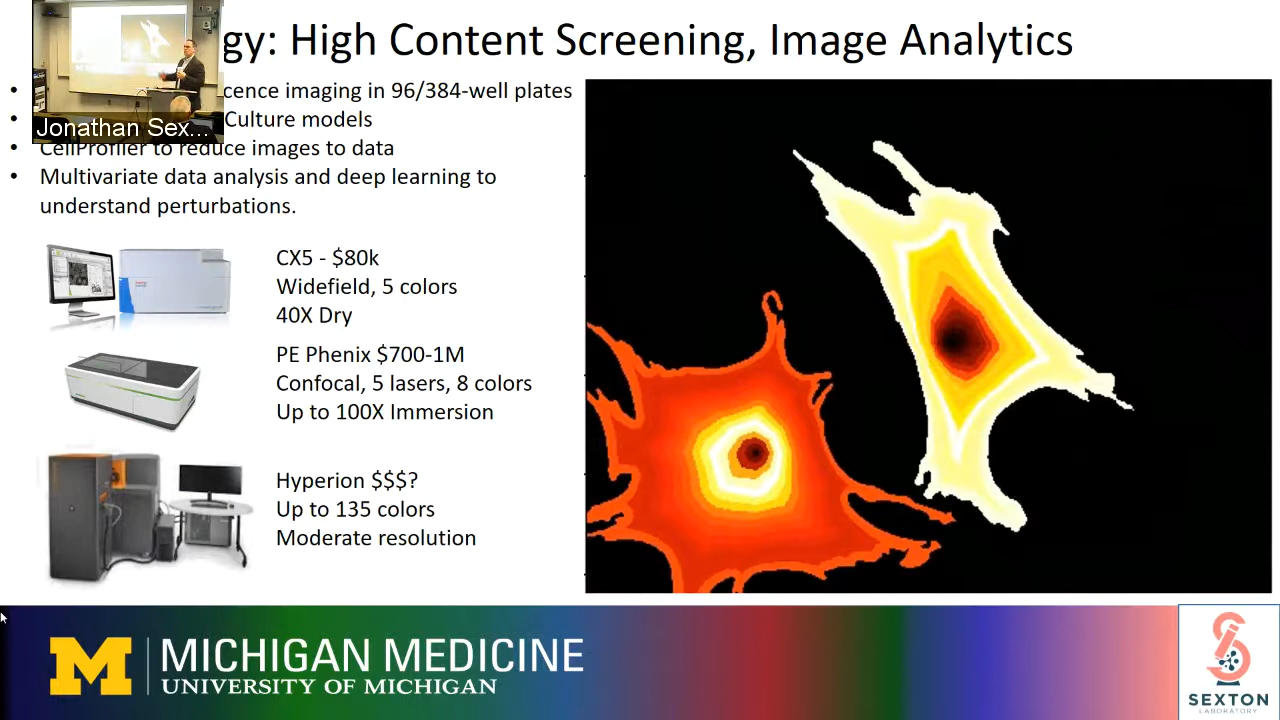 gy: High Content Screening, Image Analytics
cence imaging in 96/384-well plates
Culture models
CellProfiler to reduce images to data
Multivariate data analysis and deep learning to
understand perturbations.
Jonathan Sex...
CX5 - $80k
Widefield, 5 colors
40X Dry
PE Phenix $700-1M
Confocal, 5 lasers, 8 colors
Up to 100X Immersion
Hyperion $$$?
Up to 135 colors
Moderate resolution
M
MICHIGAN MEDICINE
UNIVERSITY OF MICHIGAN
SEXTON
LABORATORY